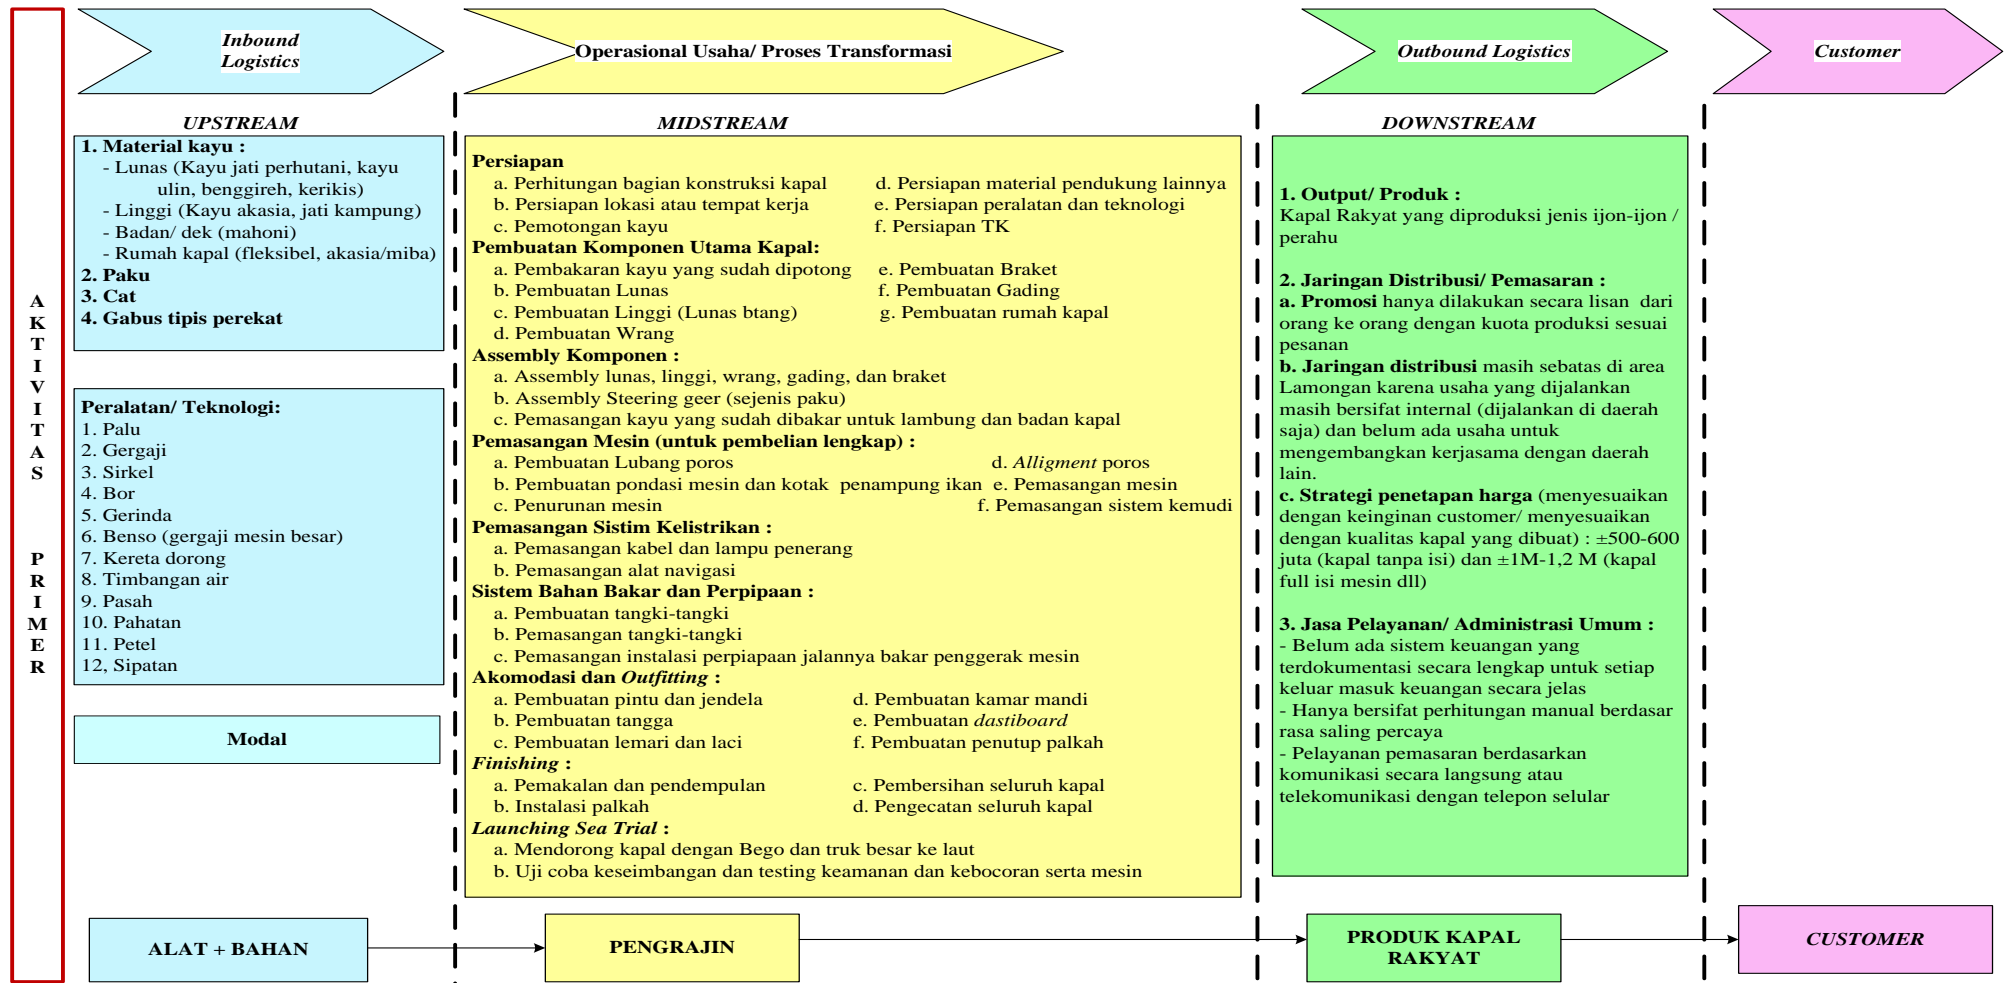 AKTIVITAS PRIMER
Inbound
Logistics
Operasional Usaha/ Proses Transformasi
Outbound Logistics
Customer
UPSTREAM
1. Material kayu :
- Lunas (Kayu jati perhutani, kayu
ulin, benggireh, kerikis)
- Linggi (Kayu akasia, jati kampung)
- Badan/ dek (mahoni)
- Rumah kapal (fleksibel, akasia/miba)
2. Paku
3. Cat
4. Gabus tipis perekat
Peralatan/ Teknologi:
1. Palu
2. Gergaji
3. Sirkel
4. Bor
5. Gerinda
6. Benso (gergaji mesin besar)
7. Kereta dorong
8. Timbangan air
9. Pasah
10. Pahatan
11. Petel
12, Sipatan
Modal
MIDSTREAM
Persiapan
a. Perhitungan bagian konstruksi kapal d. Persiapan material pendukung lainnya
b. Persiapan lokasi atau tempat kerja e. Persiapan peralatan dan teknologi
c. Pemotongan kayu f. Persiapan TK
Pembuatan Komponen Utama Kapal:
a. Pembakaran kayu yang sudah dipotong e. Pembuatan Braket
b. Pembuatan Lunas f. Pembuatan Gading
c. Pembuatan Linggi (Lunas btang) g. Pembuatan rumah kapal
d. Pembuatan Wrang
Assembly Komponen :
a. Assembly lunas, linggi, wrang, gading, dan braket
b. Assembly Steering geer (sejenis paku)
c. Pemasangan kayu yang sudah dibakar untuk lambung dan badan kapal
Pemasangan Mesin (untuk pembelian lengkap) :
a. Pembuatan Lubang poros d. Alligment poros
b. Pembuatan pondasi mesin dan kotak penampung ikan e. Pemasangan mesin
c. Penurunan mesin f. Pemasangan sistem kemudi
Pemasangan Sistim Kelistrikan :
a. Pemasangan kabel dan lampu penerang
b. Pemasangan alat navigasi
Sistem Bahan Bakar dan Perpipaan :
a. Pembuatan tangki-tangki
b. Pemasangan tangki-tangki
c. Pemasangan instalasi perpiapaan jalannya bakar penggerak mesin
Akomodasi dan Outfitting :
a. Pembuatan pintu dan jendela d. Pembuatan kamar mandi
b. Pembuatan tangga e. Pembuatan dastiboard
c. Pembuatan lemari dan laci f. Pembuatan penutup palkah
Finishing :
a. Pemakalan dan pendempulan c. Pembersihan seluruh kapal
b. Instalasi palkah d. Pengecatan seluruh kapal
Launching Sea Trial :
a. Mendorong kapal dengan Bego dan truk besar ke laut
b. Uji coba keseimbangan dan testing keamanan dan kebocoran serta mesin
DOWNSTREAM
1. Output/ Produk :
Kapal Rakyat yang diproduksi jenis ijon-ijon /
perahu
2. Jaringan Distribusi/ Pemasaran :
a. Promosi hanya dilakukan secara lisan dari
orang ke orang dengan kuota produksi sesuai
pesanan
b. Jaringan distribusi masih sebatas di area
Lamongan karena usaha yang dijalankan
masih bersifat internal (dijalankan di daerah
saja) dan belum ada usaha untuk
mengembangkan kerjasama dengan daerah
lain.
c. Strategi penetapan harga (menyesuaikan
dengan keinginan customer/ menyesuaikan
dengan kualitas kapal yang dibuat) : ±500-600
juta (kapal tanpa isi) dan ±1M-1,2 M (kapal
full isi mesin dll)
3. Jasa Pelayanan/ Administrasi Umum :
- Belum ada sistem keuangan yang
terdokumentasi secara lengkap untuk setiap
keluar masuk keuangan secara jelas
- Hanya bersifat perhitungan manual berdasar
rasa saling percaya
- Pelayanan pemasaran berdasarkan
komunikasi secara langsung atau
telekomunikasi dengan telepon selular
ALAT + BAHAN
PENGRAJIN
PRODUK KAPAL
RAKYAT
CUSTOMER